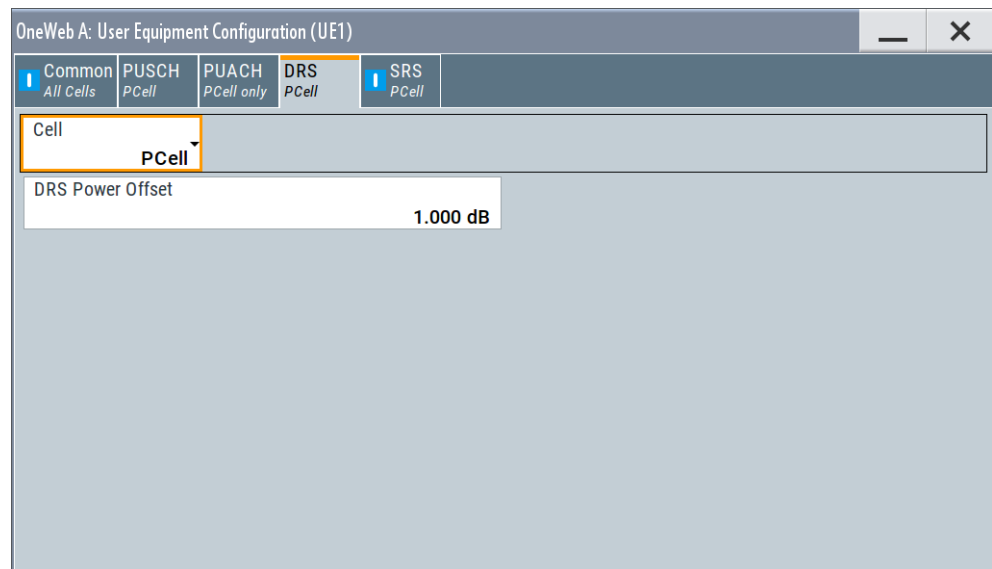 OneWeb A: User Equipment Configuration (UE1)
Common PUSCH PUACH DRS SRS
All Cells PCell PCell only PCell PCell
Cell
PCell
DRS Power Offset
1.000 dB